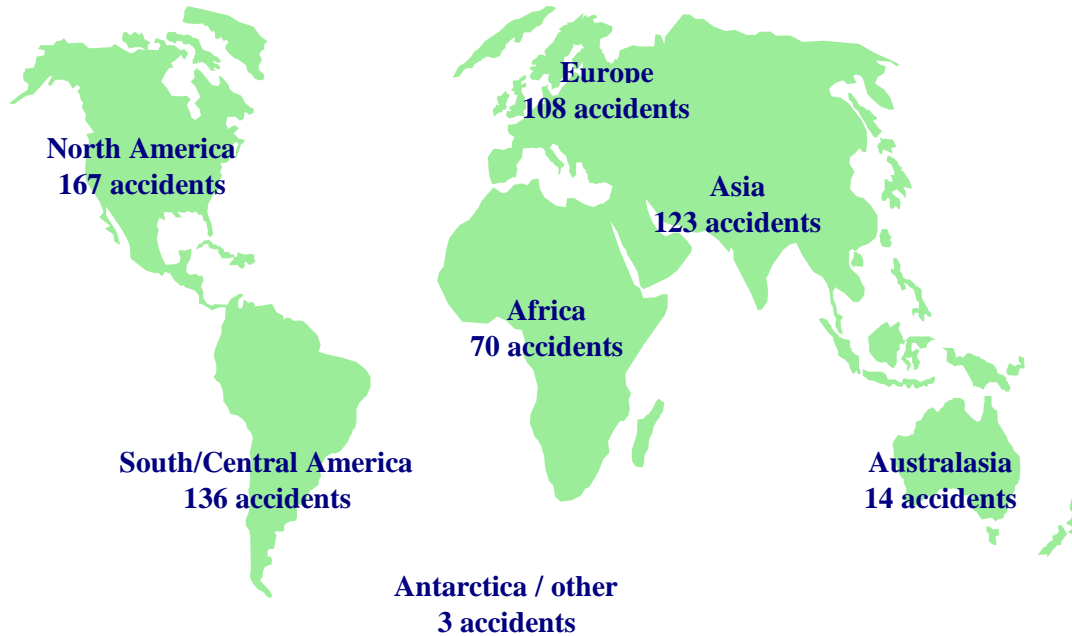 Europe
108 accidents
North America
167 accidents
Asia
123 accidents
Africa
70 accidents
South/Central America
136 accidents
Australasia
14 accidents
Antarctica / other
3 accidents